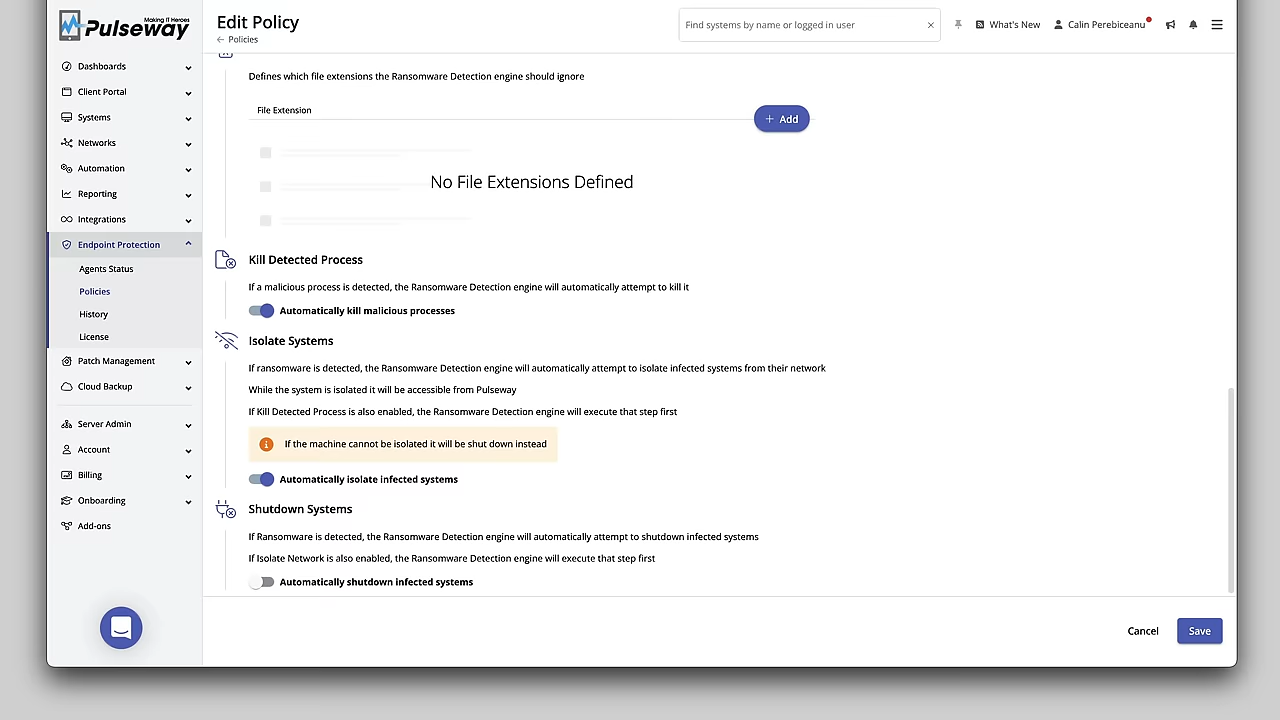 Making IT Heroes
Pulseway
Edit Policy
← Policies
Find systems by name or logged in user
What's New
Calin Perebiceanu
Dashboards
Client Portal
Systems
Networks
Automation
Reporting
Integrations
Endpoint Protection
Agents Status
Policies
History
License
Patch Management
Cloud Backup
Server Admin
Account
Billing
Onboarding
Add-ons
Defines which file extensions the Ransomware Detection engine should ignore
File Extension
+ Add
No File Extensions Defined
Kill Detected Process
If a malicious process is detected, the Ransomware Detection engine will automatically attempt to kill it
Automatically kill malicious processes
Isolate Systems
If ransomware is detected, the Ransomware Detection engine will automatically attempt to isolate infected systems from their network
While the system is isolated it will be accessible from Pulseway
If Kill Detected Process is also enabled, the Ransomware Detection engine will execute that step first
If the machine cannot be isolated it will be shut down instead
Automatically isolate infected systems
Shutdown Systems
If Ransomware is detected, the Ransomware Detection engine will automatically attempt to shutdown infected systems
If Isolate Network is also enabled, the Ransomware Detection engine will execute that step first
Automatically shutdown infected systems
Cancel
Save